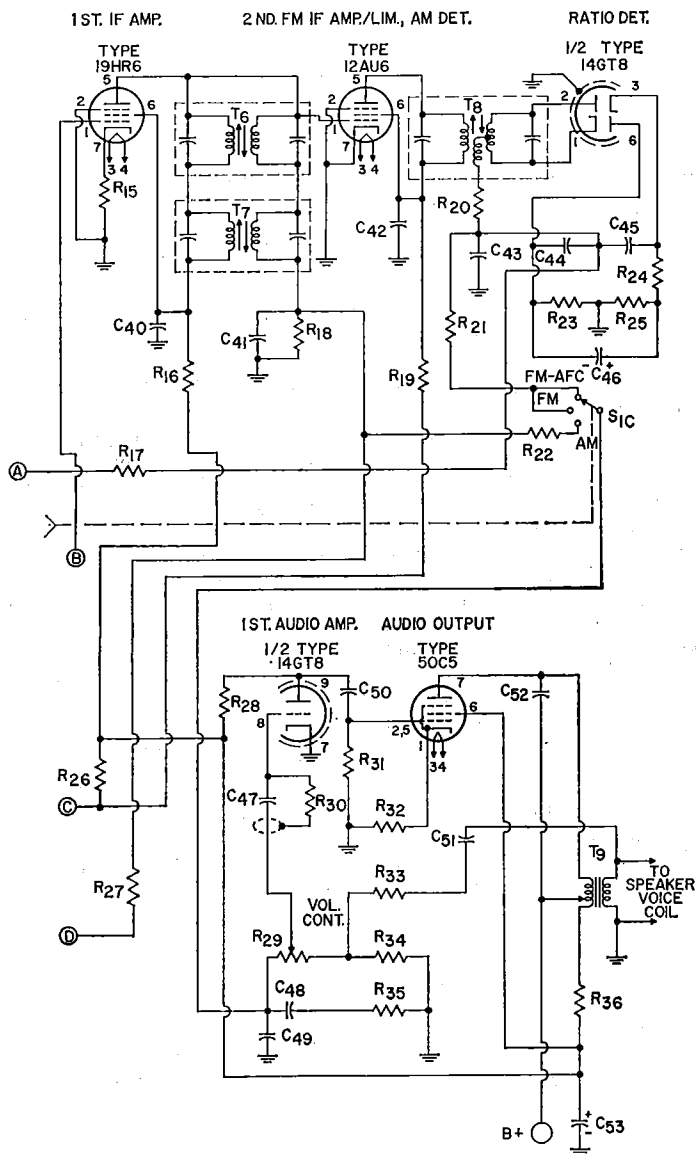 1ST. IF AMP.
2ND. FM IF AMP./LIM., AM DET.
RATIO DET.
TYPE
19HR6
TYPE
12AU6
1/2 TYPE
14GT8
5
2
6
1
7
3 4
R15
T6
T7
5
2
6
1
7
3 4
C42
T8
R20
2
3
1
6
C43
C44
C45
R24
R23
R25
C46
- +
R21
C40
C41
R18
R16
R19
FM-AFC
FM
AM
S1C
R22
A
R17
B
1ST. AUDIO AMP.
AUDIO OUTPUT
1/2 TYPE
14GT8
TYPE
50C5
R28
9
8
7
C50
7
2,5
6
1
3 4
C52
R31
R26
C
C47
R30
R32
C51
R27
R33
T9
TO
SPEAKER
VOICE
COIL
VOL.
CONT.
D
R29
R34
C48
R35
C49
R36
B+
+
-
C53